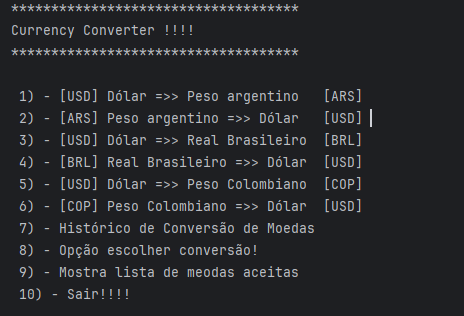 ************************************
Currency Converter !!!!
************************************
1) - [USD] Dólar =>> Peso argentino [ARS]
2) - [ARS] Peso argentino =>> Dólar [USD]
3) - [USD] Dólar =>> Real Brasileiro [BRL]
4) - [BRL] Real Brasileiro =>> Dólar [USD]
5) - [USD] Dólar =>> Peso Colombiano [COP]
6) - [COP] Peso Colombiano =>> Dólar [USD]
7) - Histórico de Conversão de Moedas
8) - Opção escolher conversão!
9) - Mostra lista de meodas aceitas
10) - Sair!!!!